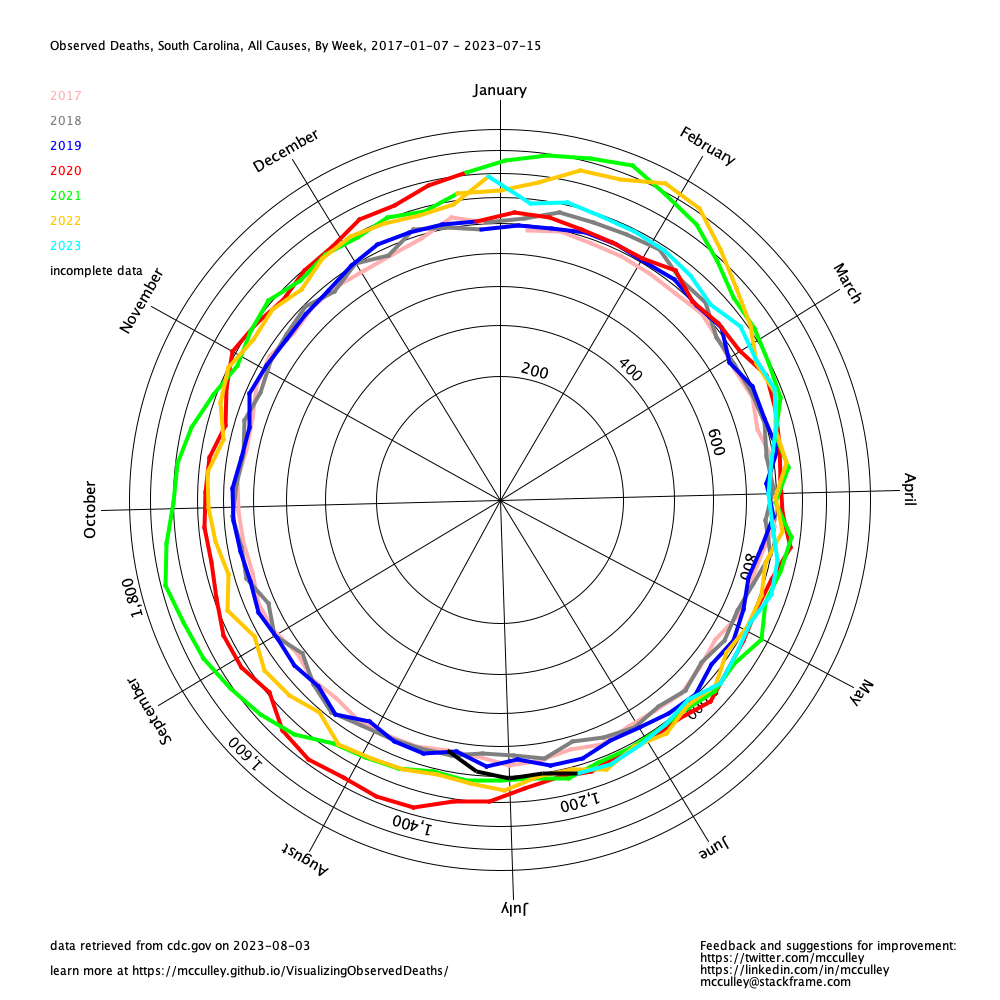 Observed Deaths, South Carolina, All Causes, By Week, 2017-01-07 - 2023-07-15
January
February
December
2017
2018
2019
2020
2021
2022
2023
incomplete data
November
March
200
400
600
April
October
800
1,800
May
September
1,600
1,200
1,400
June
August
July
data retrieved from cdc.gov on 2023-08-03
learn more at https://mcculley.github.io/VisualizingObservedDeaths/
Feedback and suggestions for improvement:
https://twitter.com/mcculley
https://linkedin.com/in/mcculley
mcculley@stackframe.com